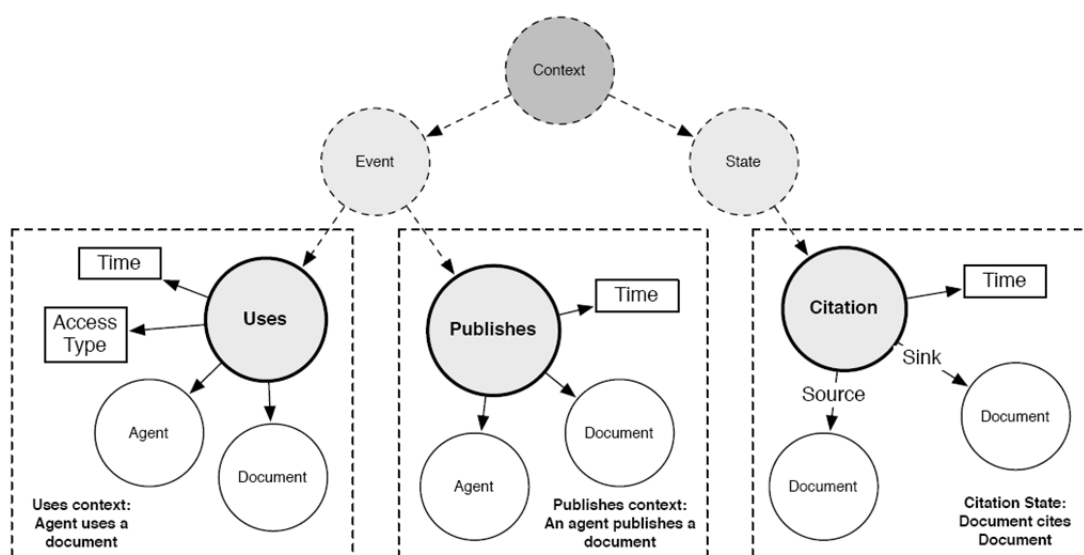 Context
Event
State
Time
Access
Type
Uses
Agent
Document
Uses context:
Agent uses a
document
Publishes
Time
Document
Agent
Publishes context:
An agent publishes a
document
Citation
Time
Sink
Source
Document
Document
Citation State:
Document cites
Document